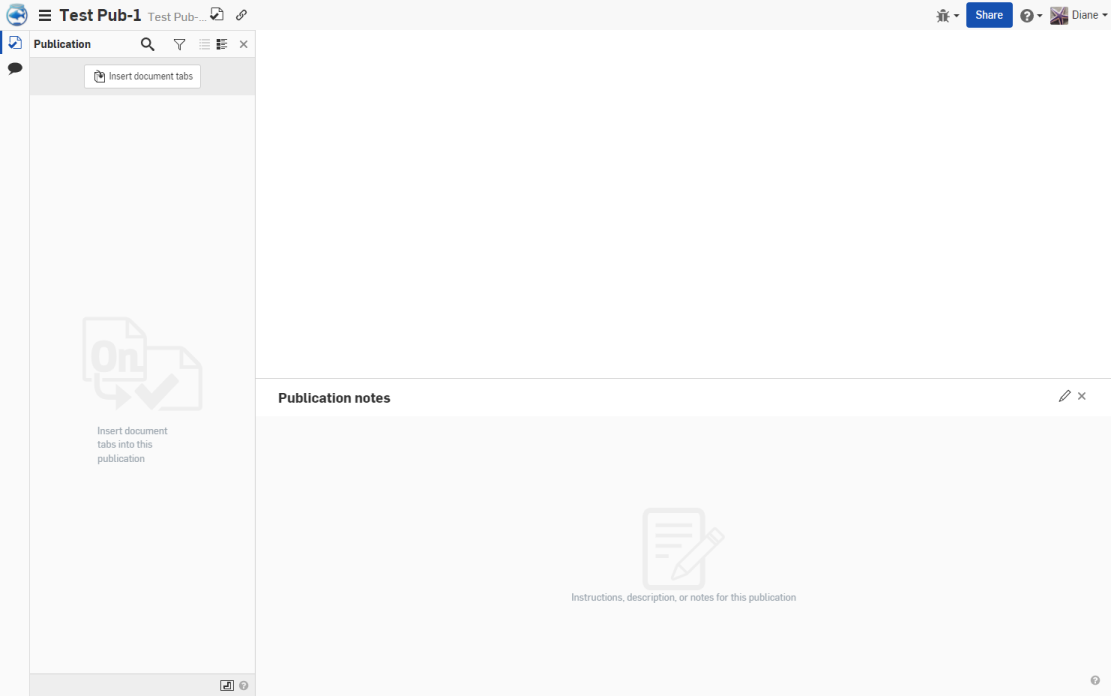 Test Pub-1 Test Pub-...
Share
Diane
Publication
Insert document tabs
On
Insert document
tabs into this
publication
Publication notes
Instructions, description, or notes for this publication